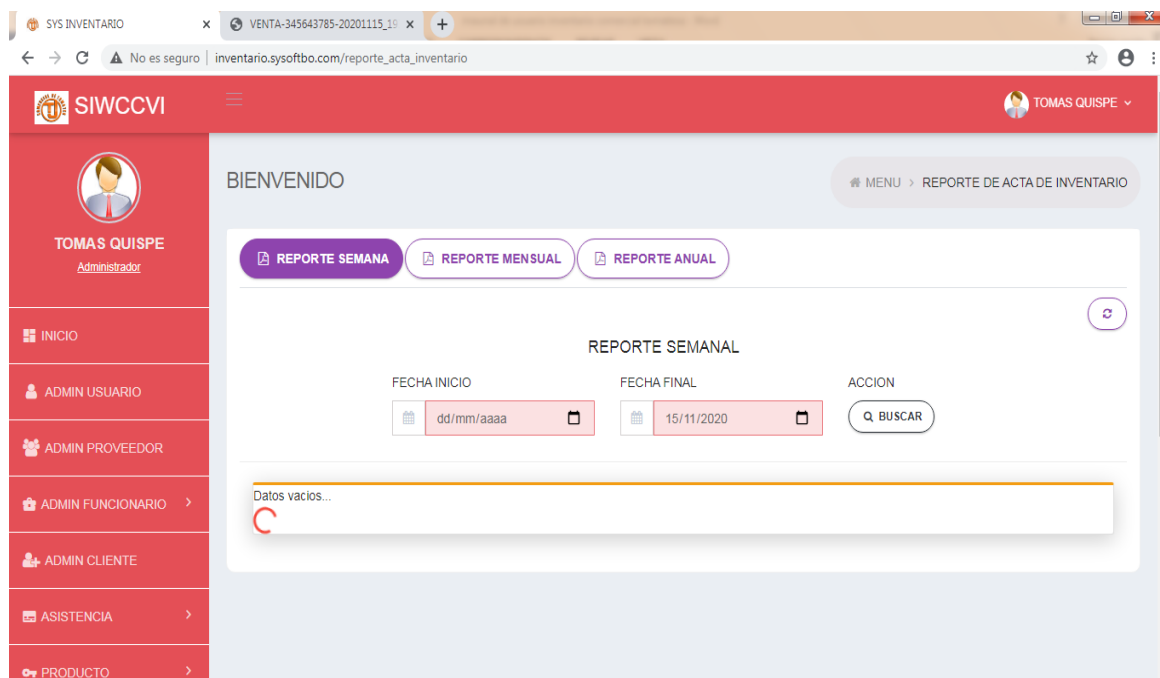 SYS INVENTARIO
VENTA-345643785-20201115_19
No es seguro
inventario.sysoftbo.com/reporte_acta_inventario
SIWCCVI
TOMAS QUISPE
TOMAS QUISPE
Administrador
INICIO
ADMIN USUARIO
ADMIN PROVEEDOR
ADMIN FUNCIONARIO
ADMIN CLIENTE
ASISTENCIA
PRODUCTO
BIENVENIDO
MENU > REPORTE DE ACTA DE INVENTARIO
REPORTE SEMANA
REPORTE MENSUAL
REPORTE ANUAL
REPORTE SEMANAL
FECHA INICIO
FECHA FINAL
ACCION
dd/mm/aaaa
15/11/2020
BUSCAR
Datos vacios...